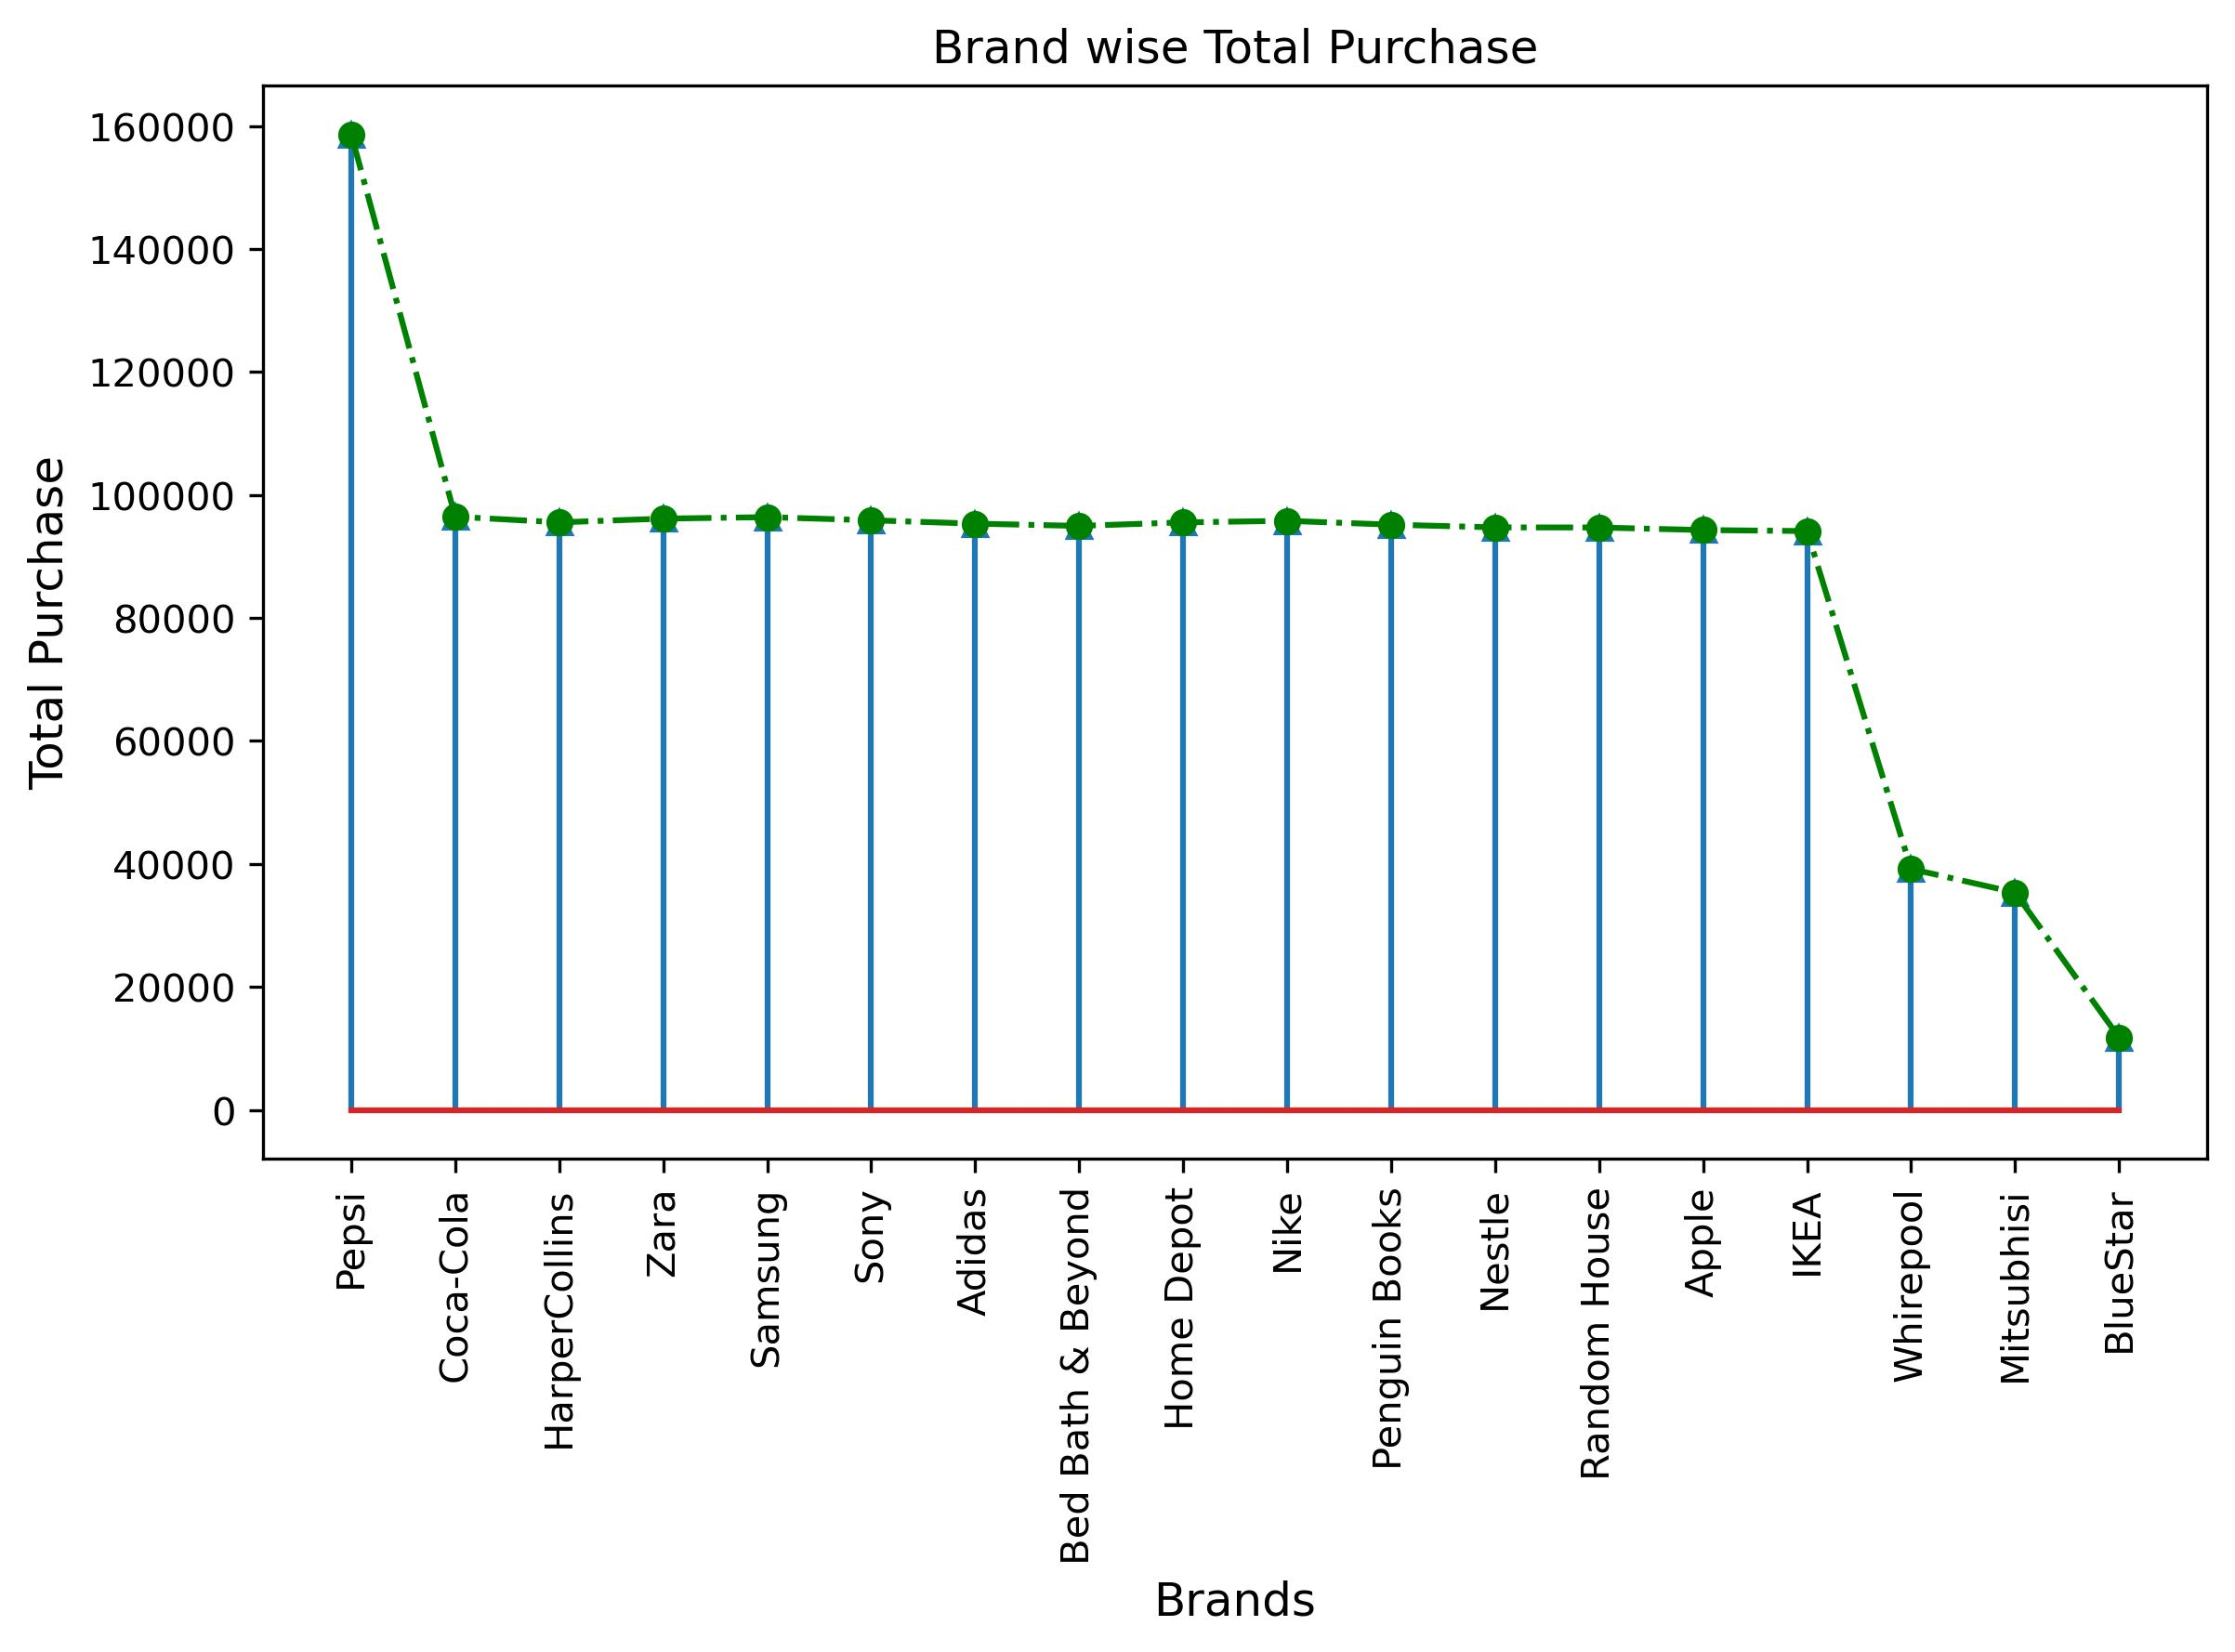 Brand wise Total Purchase
Total Purchase
160000
140000
120000
100000
80000
60000
40000
20000
0
Pepsi
Coca-Cola
HarperCollins
Zara
Samsung
Sony
Adidas
Bed Bath & Beyond
Home Depot
Nike
Penguin Books
Nestle
Random House
Apple
IKEA
Whirepool
Mitsubhisi
BlueStar
Brands